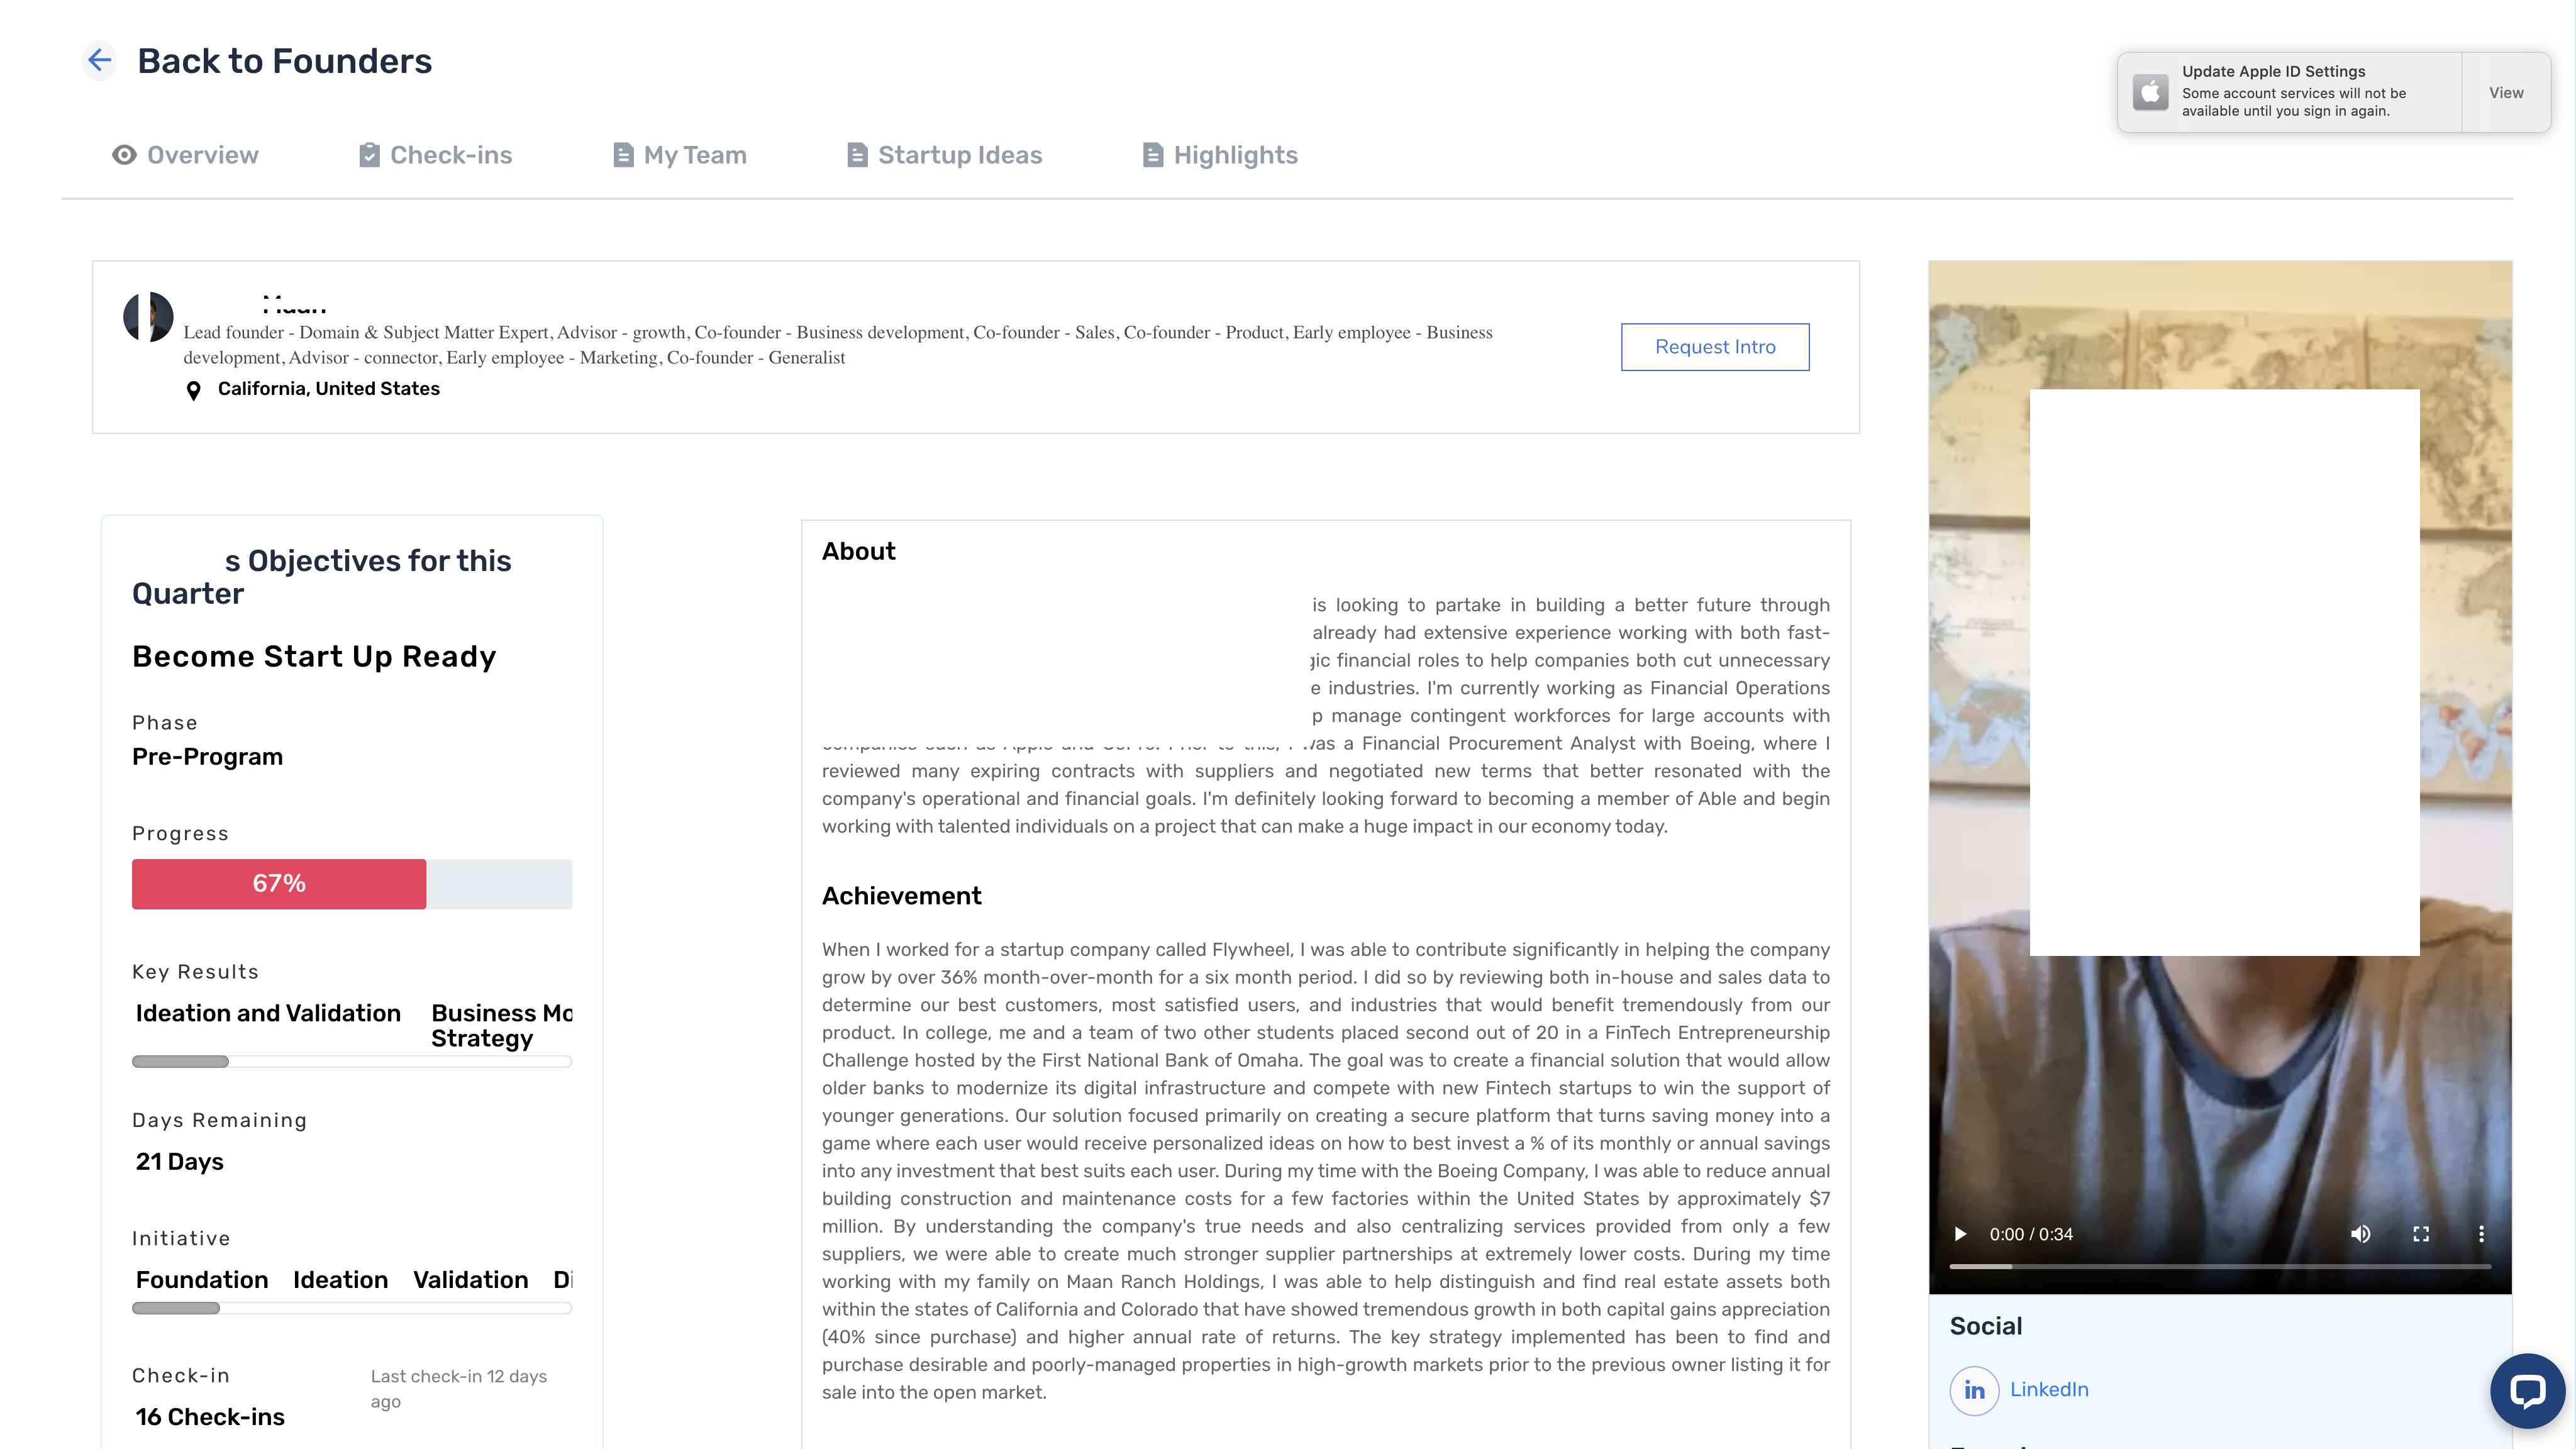 Back to Founders
Update Apple ID Settings
Some account services will not be
available until you sign in again.
View
Overview
Check-ins
My Team
Startup Ideas
Highlights
Lead founder - Domain & Subject Matter Expert, Advisor - growth, Co-founder - Business development, Co-founder - Sales, Co-founder - Product, Early employee - Business
development, Advisor - connector, Early employee - Marketing, Co-founder - Generalist
California, United States
Request Intro
s Objectives for this
Quarter
Become Start Up Ready
Phase
Pre-Program
Progress
67%
Key Results
Ideation and Validation
Business Mo
Strategy
Days Remaining
21 Days
Initiative
Foundation Ideation Validation Di
Check-in
Last check-in 12 days
ago
16 Check-ins
About
is looking to partake in building a better future through
already had extensive experience working with both fast-
gic financial roles to help companies both cut unnecessary
e industries. I'm currently working as Financial Operations
p manage contingent workforces for large accounts with
was a Financial Procurement Analyst with Boeing, where I
reviewed many expiring contracts with suppliers and negotiated new terms that better resonated with the
company's operational and financial goals. I'm definitely looking forward to becoming a member of Able and begin
working with talented individuals on a project that can make a huge impact in our economy today.
Achievement
When I worked for a startup company called Flywheel, I was able to contribute significantly in helping the company
grow by over 36% month-over-month for a six month period. I did so by reviewing both in-house and sales data to
determine our best customers, most satisfied users, and industries that would benefit tremendously from our
product. In college, me and a team of two other students placed second out of 20 in a FinTech Entrepreneurship
Challenge hosted by the First National Bank of Omaha. The goal was to create a financial solution that would allow
older banks to modernize its digital infrastructure and compete with new Fintech startups to win the support of
younger generations. Our solution focused primarily on creating a secure platform that turns saving money into a
game where each user would receive personalized ideas on how to best invest a % of its monthly or annual savings
into any investment that best suits each user. During my time with the Boeing Company, I was able to reduce annual
building construction and maintenance costs for a few factories within the United States by approximately $7
million. By understanding the company's true needs and also centralizing services provided from only a few
suppliers, we were able to create much stronger supplier partnerships at extremely lower costs. During my time
working with my family on Maan Ranch Holdings, I was able to help distinguish and find real estate assets both
within the states of California and Colorado that have showed tremendous growth in both capital gains appreciation
(40% since purchase) and higher annual rate of returns. The key strategy implemented has been to find and
purchase desirable and poorly-managed properties in high-growth markets prior to the previous owner listing it for
sale into the open market.
0:00 / 0:34
Social
in LinkedIn